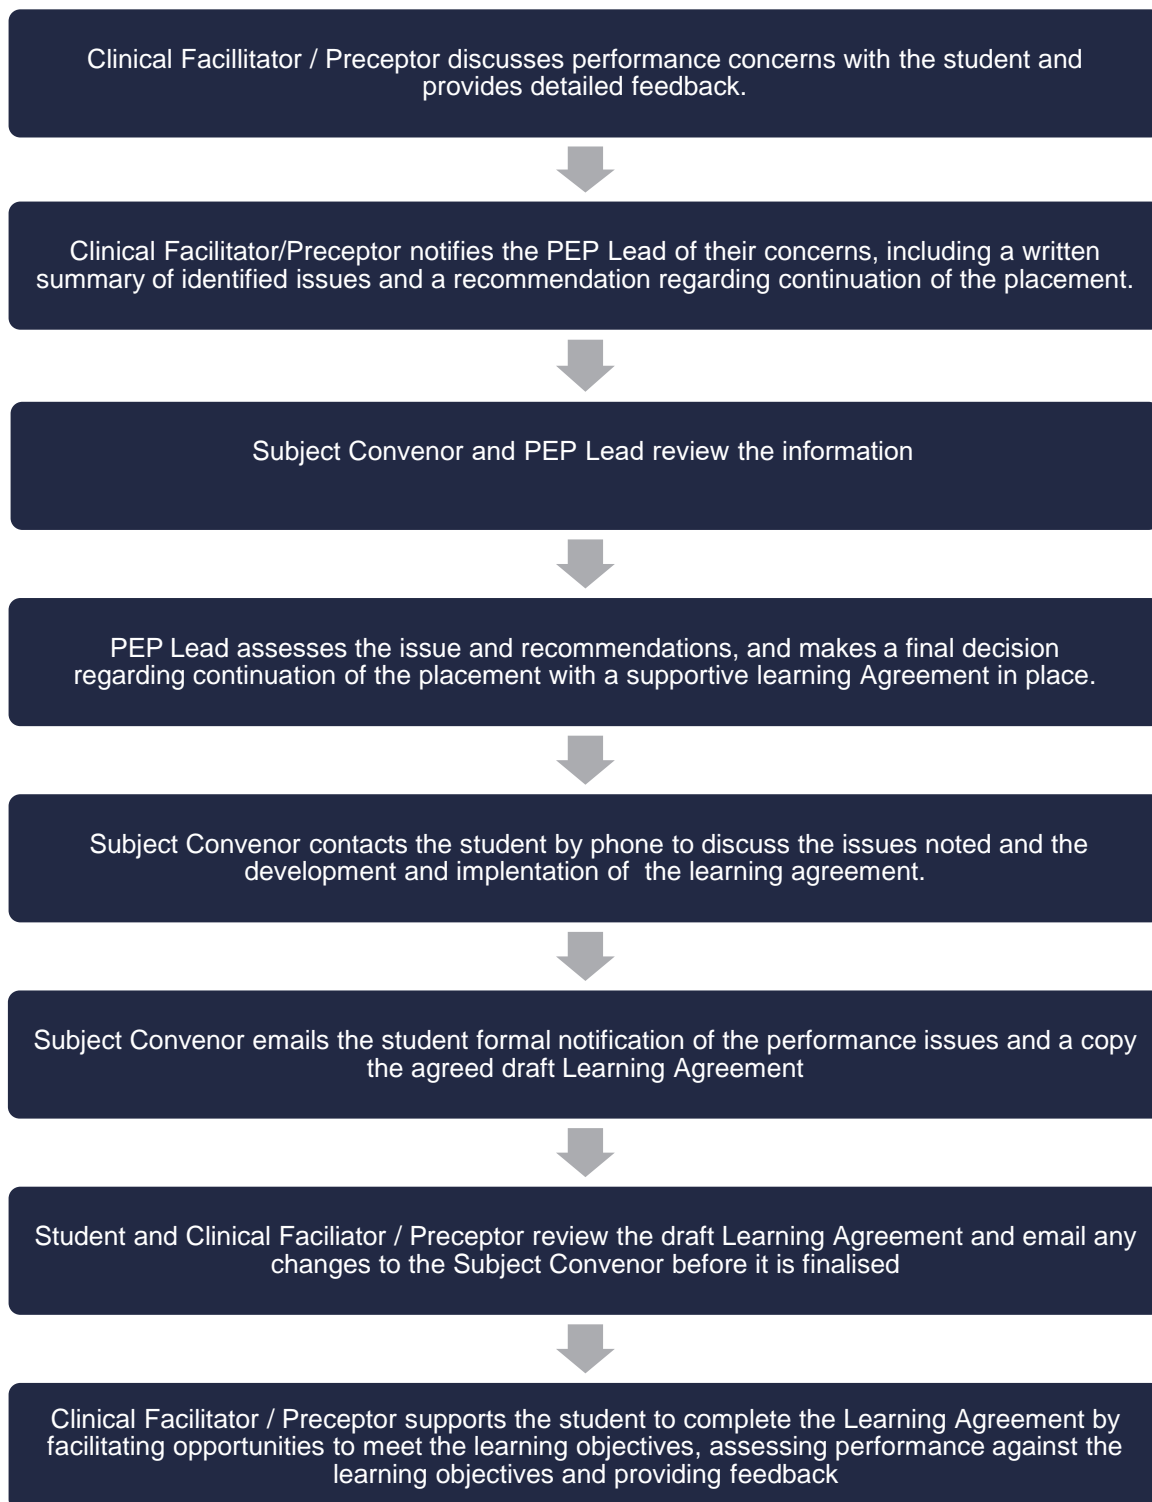 Clinical Facillitator / Preceptor discusses performance concerns with the student and
provides detailed feedback.
Clinical Facilitator/Preceptor notifies the PEP Lead of their concerns, including a written
summary of identified issues and a recommendation regarding continuation of the placement.
Subject Convenor and PEP Lead review the information
PEP Lead assesses the issue and recommendations, and makes a final decision
regarding continuation of the placement with a supportive learning Agreement in place.
Subject Convenor contacts the student by phone to discuss the issues noted and the
development and implentation of  the learning agreement.
Subject Convenor emails the student formal notification of the performance issues and a copy
the agreed draft Learning Agreement
Student and Clinical Faciliator / Preceptor review the draft Learning Agreement and email any
changes to the Subject Convenor before it is finalised
Clinical Facilitator / Preceptor supports the student to complete the Learning Agreement by
facilitating opportunities to meet the learning objectives, assessing performance against the
learning objectives and providing feedback